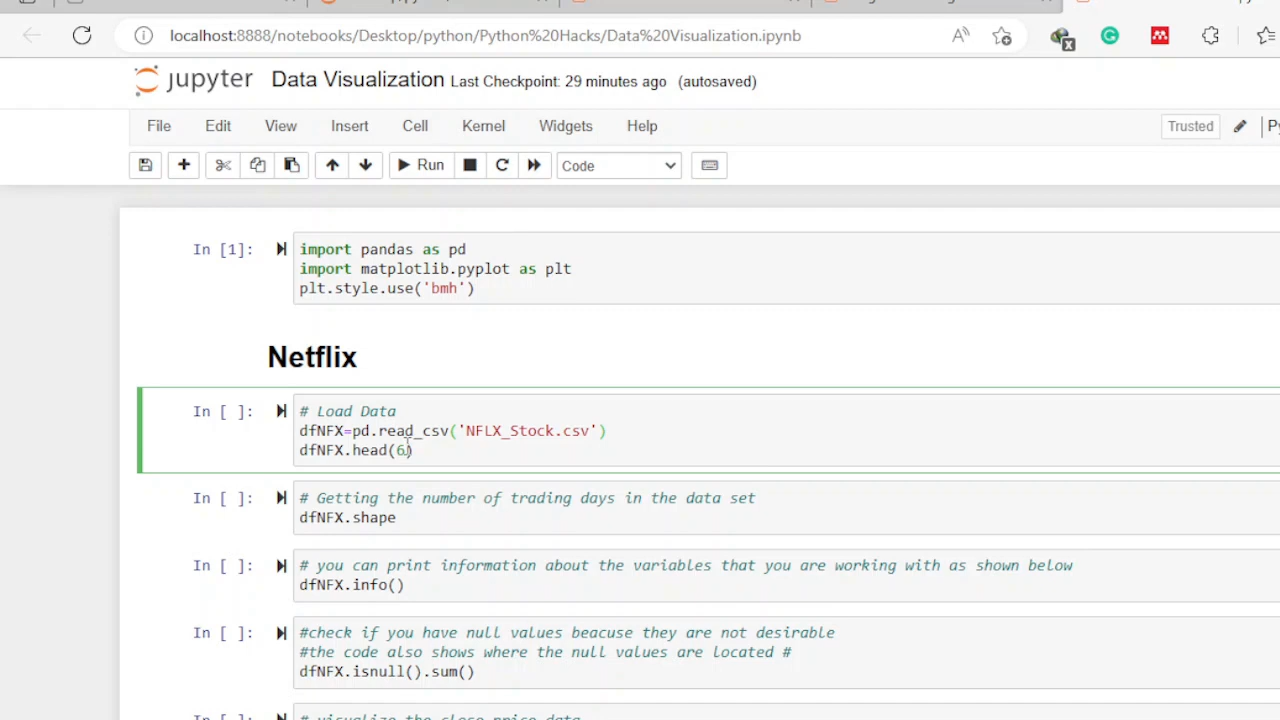 localhost:8888/notebooks/Desktop/python/Python%20Hacks/Data%20Visualization.ipynb
jupyter Data Visualization Last Checkpoint: 29 minutes ago (autosaved)
File Edit View Insert Cell Kernel Widgets Help Trusted
Run Code
In [1]: import pandas as pd
import matplotlib.pyplot as plt
plt.style.use('bmh')
Netflix
In [ ]: # Load Data
dfNFX=pd.read_csv('NFLX_Stock.csv')
dfNFX.head(6)
In [ ]: # Getting the number of trading days in the data set
dfNFX.shape
In [ ]: # you can print information about the variables that you are working with as shown below
dfNFX.info()
In [ ]: #check if you have null values beacuse they are not desirable
#the code also shows where the null values are located #
dfNFX.isnull().sum()
# visualize the close price data